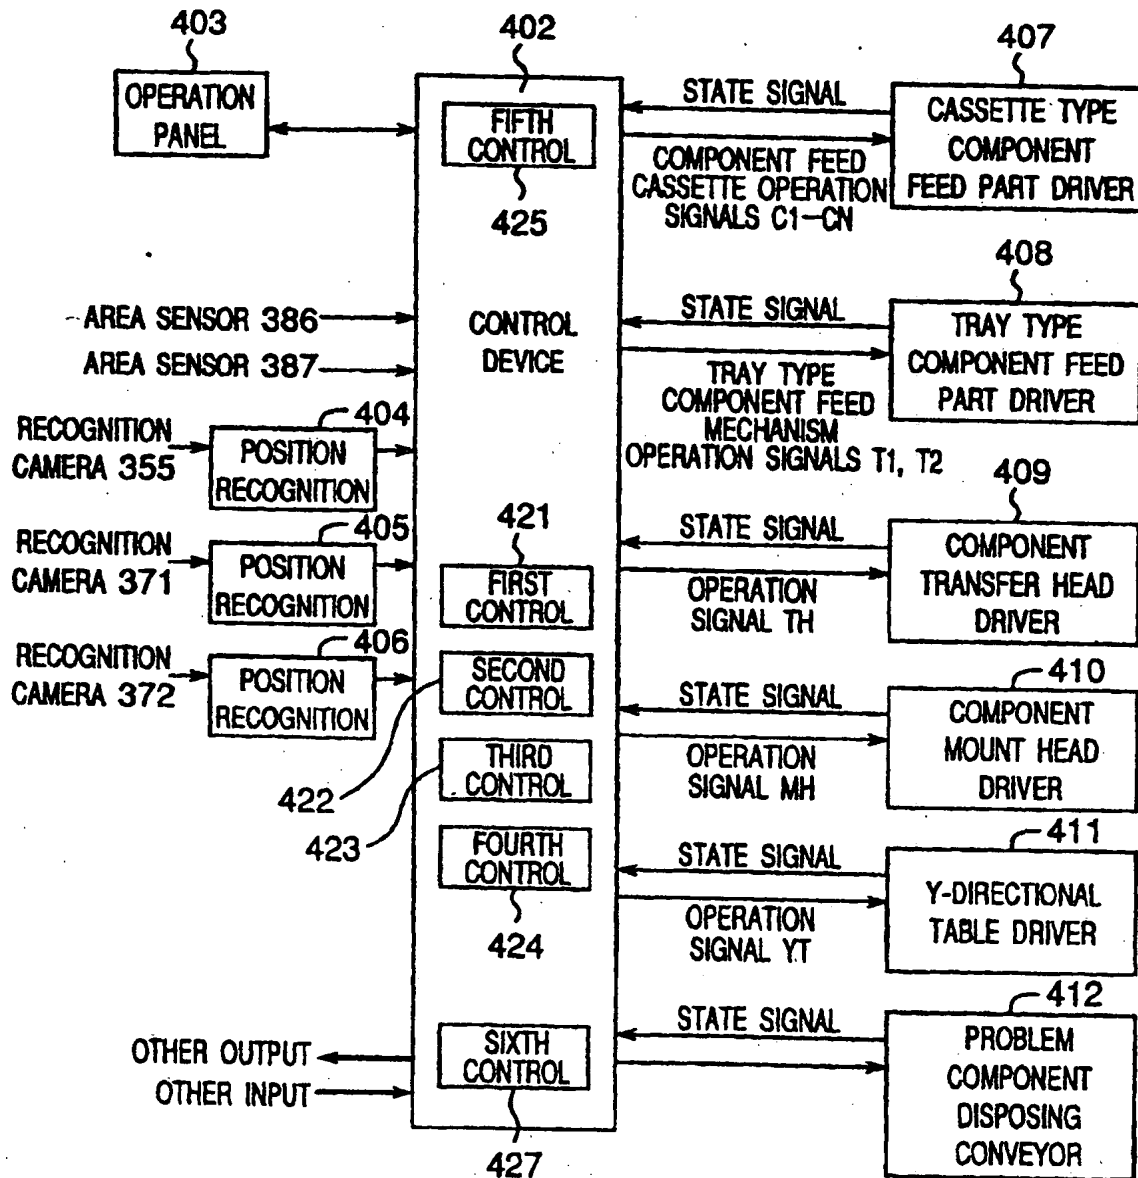 403
OPERATION
PANEL
402
FIFTH
CONTROL
425
STATE SIGNAL
COMPONENT FEED
CASSETTE OPERATION
SIGNALS C1-CN
407
CASSETTE TYPE
COMPONENT
FEED PART DRIVER
AREA SENSOR 386
AREA SENSOR 387
CONTROL
DEVICE
STATE SIGNAL
TRAY TYPE
COMPONENT FEED
MECHANISM
OPERATION SIGNALS T1, T2
408
TRAY TYPE
COMPONENT FEED
PART DRIVER
RECOGNITION
CAMERA 355
404
POSITION
RECOGNITION
RECOGNITION
CAMERA 371
405
POSITION
RECOGNITION
RECOGNITION
CAMERA 372
406
POSITION
RECOGNITION
421
FIRST
CONTROL
SECOND
CONTROL
422
THIRD
CONTROL
423
FOURTH
CONTROL
424
STATE SIGNAL
OPERATION
SIGNAL TH
409
COMPONENT
TRANSFER HEAD
DRIVER
STATE SIGNAL
OPERATION
SIGNAL MH
410
COMPONENT
MOUNT HEAD
DRIVER
STATE SIGNAL
OPERATION
SIGNAL YT
411
Y-DIRECTIONAL
TABLE DRIVER
OTHER OUTPUT
OTHER INPUT
SIXTH
CONTROL
427
STATE SIGNAL
412
PROBLEM
COMPONENT
DISPOSING
CONVEYOR